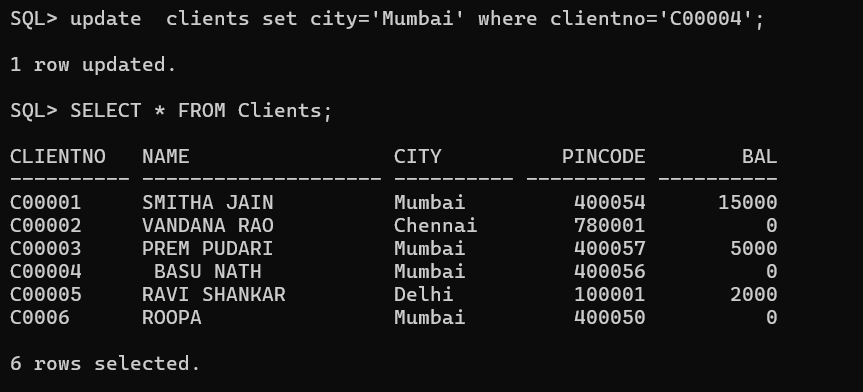 SQL> update  clients set city='Mumbai' where clientno='C00004';
1 row updated.
SQL> SELECT * FROM Clients;
CLIENTNO   NAME                 CITY          PINCODE        BAL
---------- -------------------- ---------- ---------- ----------
C00001     SMITHA JAIN          Mumbai         400054      15000
C00002     VANDANA RAO          Chennai        780001          0
C00003     PREM PUDARI          Mumbai         400057       5000
C00004      BASU NATH           Mumbai         400056          0
C00005     RAVI SHANKAR         Delhi          100001       2000
C0006      ROOPA                Mumbai         400050          0
6 rows selected.